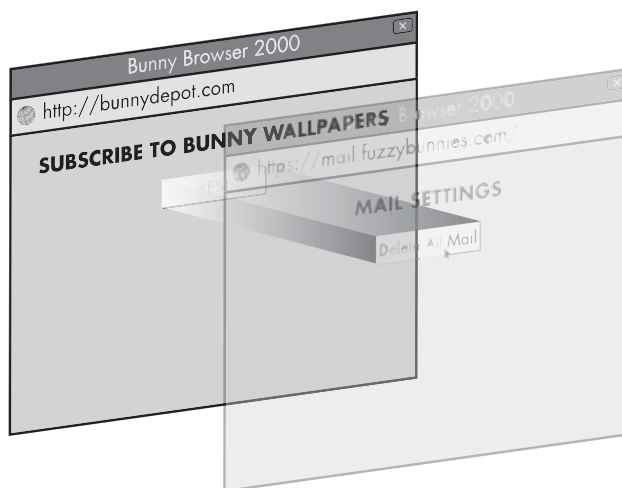 Bunny Browser 2000
http://bunnydepot.com
SUBSCRIBE TO BUNNY WALLPAPERS
YES!
Browser 2000
https://mail.fuzzybunnies.com/
MAIL SETTINGS
Delete All Mail